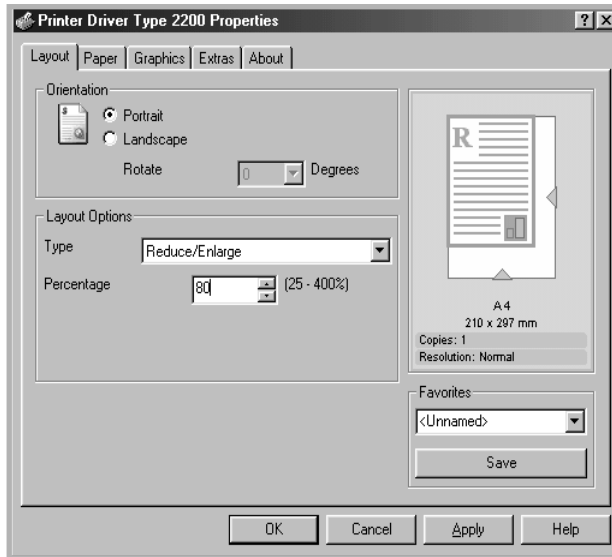 Printer Driver Type 2200 Properties
Layout Paper Graphics Extras About
Orientation
Portrait
Landscape
Rotate 0 Degrees
Layout Options
Type Reduce/Enlarge
Percentage 80 (25 - 400%)
R
A4
210 x 297 mm
Copies: 1
Resolution: Normal
Favorites
<Unnamed>
Save
OK Cancel Apply Help